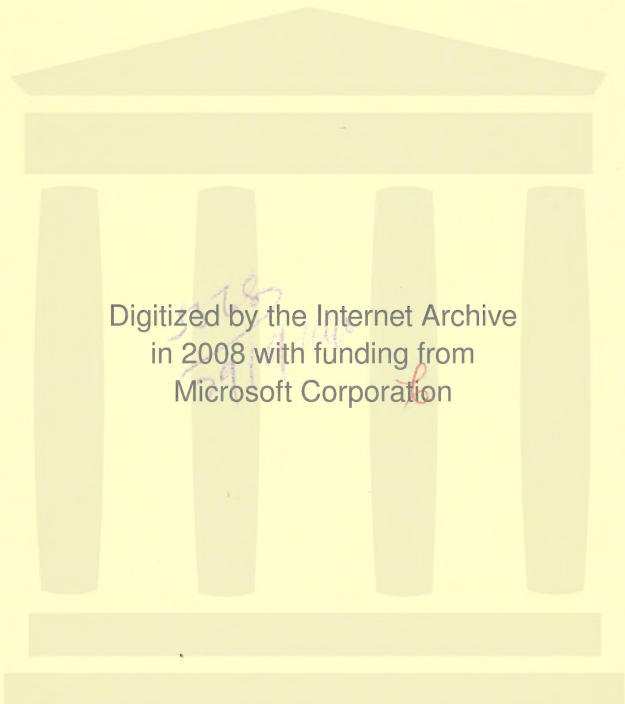 Digitized by the Internet Archive
in 2008 with funding from
Microsoft Corporation